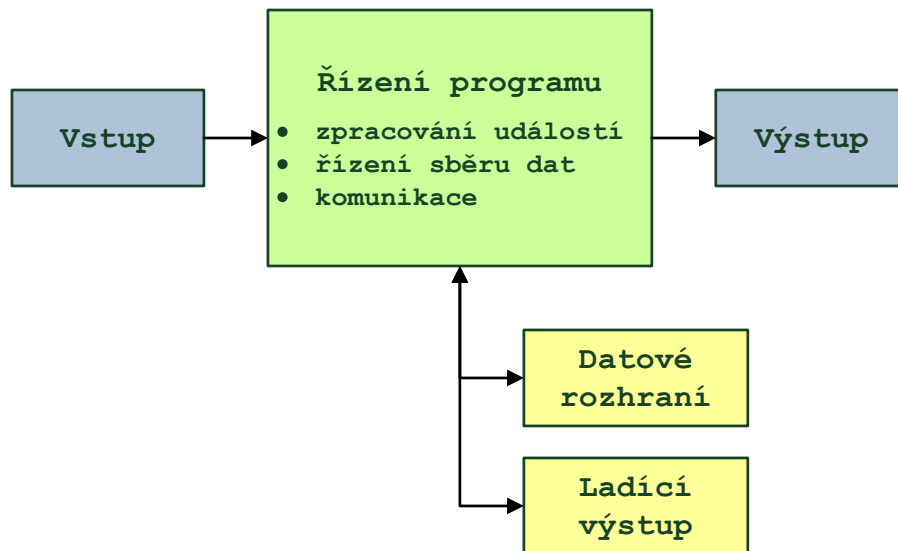 Řízení programu
Vstup
• zpracování událostí
• řízení sběru dat
• komunikace
Výstup
Datové
rozhraní
Ladící
výstup